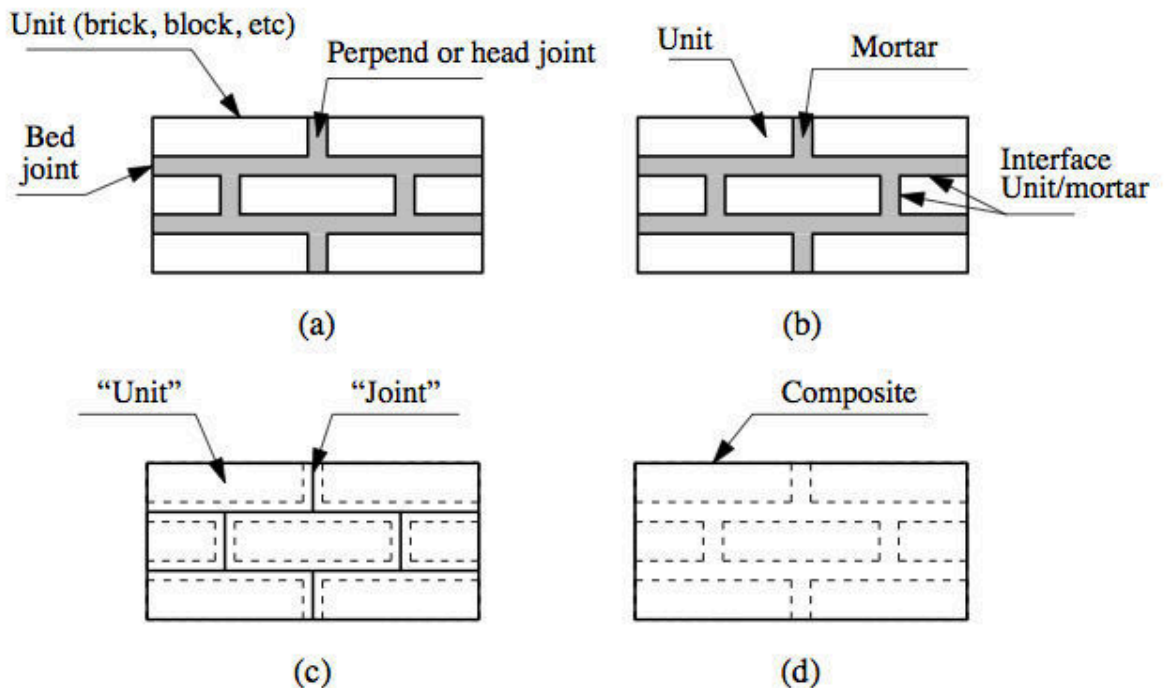 Unit (brick, block, etc)
Perpend or head joint
Bed
joint
(a)
Unit
Mortar
Interface
Unit/mortar
(b)
“Unit”
“Joint”
(c)
Composite
(d)